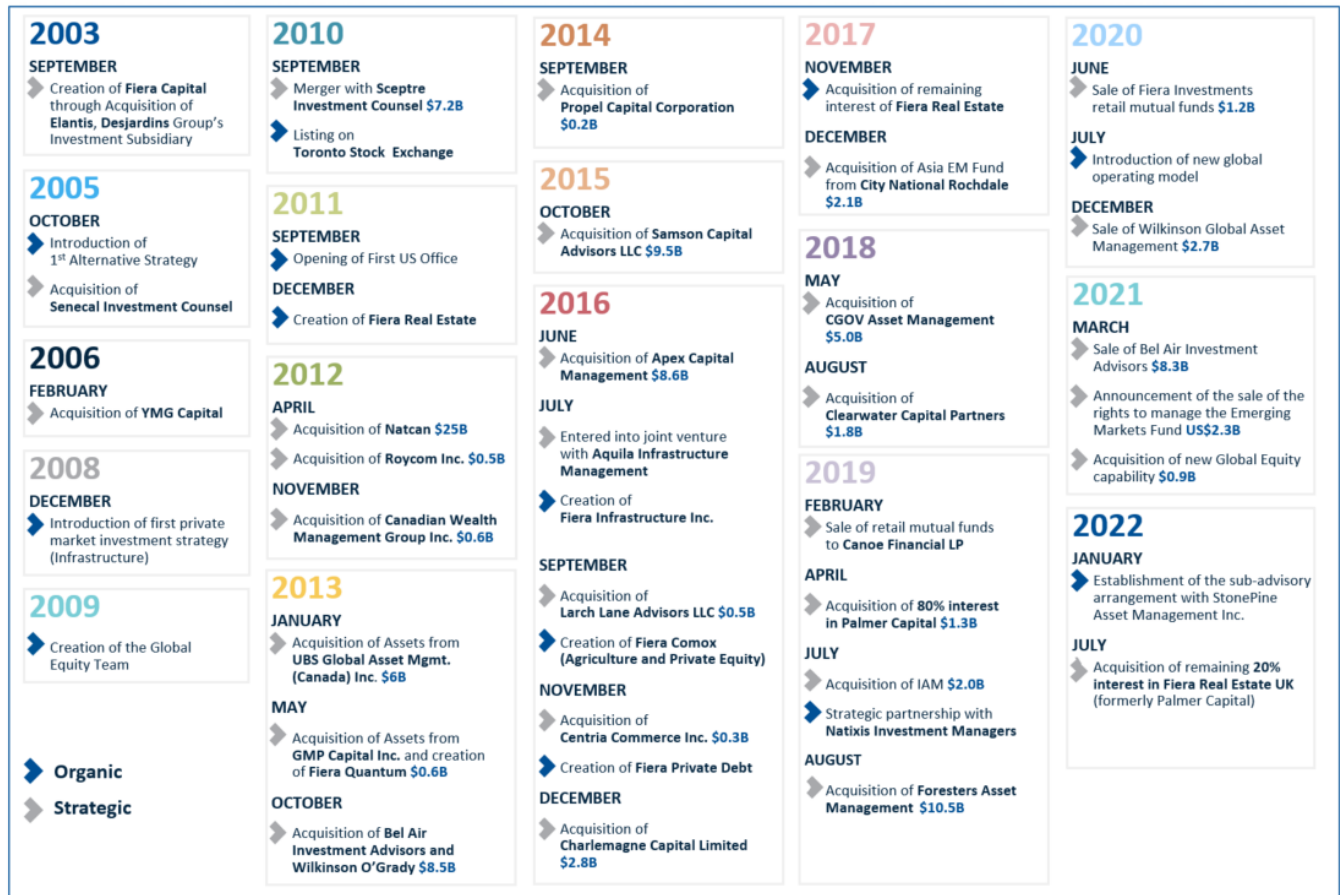 2003
SEPTEMBER
Creation of Fiera Capital
through Acquisition of
Elantis, Desjardins Group's
Investment Subsidiary
2005
OCTOBER
Introduction of
1st Alternative Strategy
Acquisition of
Senecal Investment Counsel
2006
FEBRUARY
Acquisition of YMG Capital
2008
DECEMBER
Introduction of first private
market investment strategy
(Infrastructure)
2009
Creation of the Global
Equity Team
Organic
Strategic
2010
SEPTEMBER
Merger with Sceptre
Investment Counsel $7.2B
Listing on
Toronto Stock Exchange
2011
SEPTEMBER
Opening of First US Office
DECEMBER
Creation of Fiera Real Estate
2012
APRIL
Acquisition of Natcan $25B
Acquisition of Roycom Inc. $0.5B
NOVEMBER
Acquisition of Canadian Wealth
Management Group Inc. $0.6B
2013
JANUARY
Acquisition of Assets from
UBS Global Asset Mgmt.
(Canada) Inc. $6B
MAY
Acquisition of Assets from
GMP Capital Inc. and creation
of Fiera Quantum $0.6B
OCTOBER
Acquisition of Bel Air
Investment Advisors and
Wilkinson O'Grady $8.5B
2014
SEPTEMBER
Acquisition of
Propel Capital Corporation
$0.2B
2015
OCTOBER
Acquisition of Samson Capital
Advisors LLC $9.5B
2016
JUNE
Acquisition of Apex Capital
Management $8.6B
JULY
Entered into joint venture
with Aquila Infrastructure
Management
Creation of
Fiera Infrastructure Inc.
SEPTEMBER
Acquisition of
Larch Lane Advisors LLC $0.5B
Creation of Fiera Comox
(Agriculture and Private Equity)
NOVEMBER
Acquisition of
Centria Commerce Inc. $0.3B
Creation of Fiera Private Debt
DECEMBER
Acquisition of
Charlemagne Capital Limited
$2.8B
2017
NOVEMBER
Acquisition of remaining
interest of Fiera Real Estate
DECEMBER
Acquisition of Asia EM Fund
from City National Rochdale
$2.1B
2018
MAY
Acquisition of
CGOV Asset Management
$5.0B
AUGUST
Acquisition of
Clearwater Capital Partners
$1.8B
2019
FEBRUARY
Sale of retail mutual funds
to Canoe Financial LP
APRIL
Acquisition of 80% interest
in Palmer Capital $1.3B
JULY
Acquisition of IAM $2.0B
Strategic partnership with
Natixis Investment Managers
AUGUST
Acquisition of Foresters Asset
Management $10.5B
2020
JUNE
Sale of Fiera Investments
retail mutual funds $1.2B
JULY
Introduction of new global
operating model
DECEMBER
Sale of Wilkinson Global Asset
Management $2.7B
2021
MARCH
Sale of Bel Air Investment
Advisors $8.3B
Announcement of the sale of the
rights to manage the Emerging
Markets Fund US$2.3B
Acquisition of new Global Equity
capability $0.9B
2022
JANUARY
Establishment of the sub-advisory
arrangement with StonePine
Asset Management Inc.
JULY
Acquisition of remaining 20%
interest in Fiera Real Estate UK
(formerly Palmer Capital)